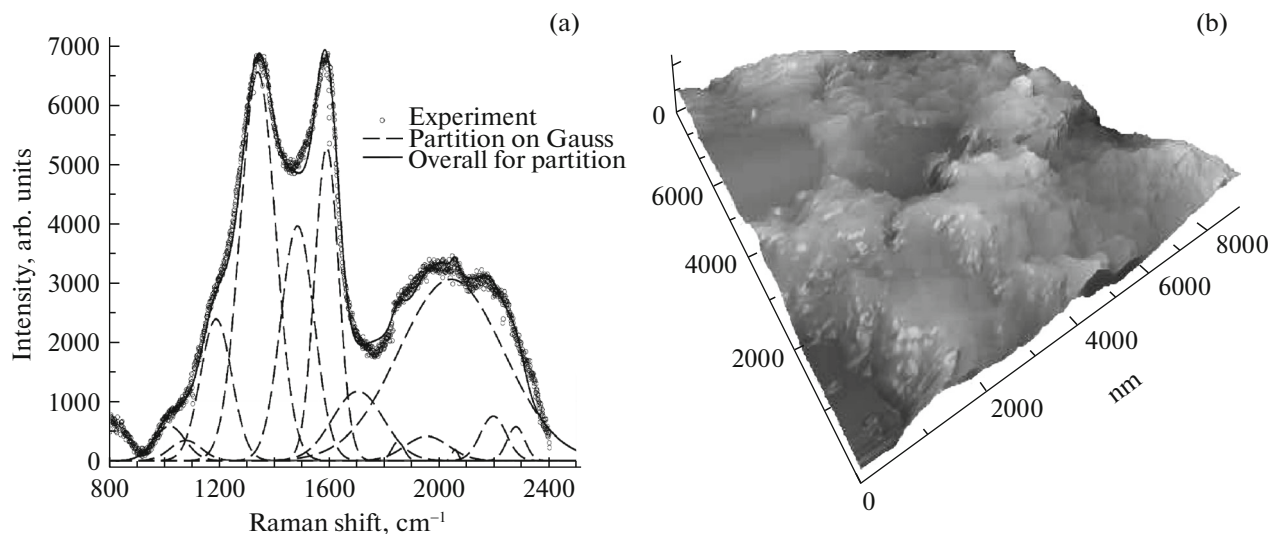 (a)
7000
6000
5000
4000
3000
2000
1000
0
Intensity, arb. units
Experiment
Partition on Gauss
Overall for partition
800 1200 1600 2000 2400
Raman shift, cm⁻¹
(b)
0
6000
4000
2000
0
2000
4000
6000
8000
nm